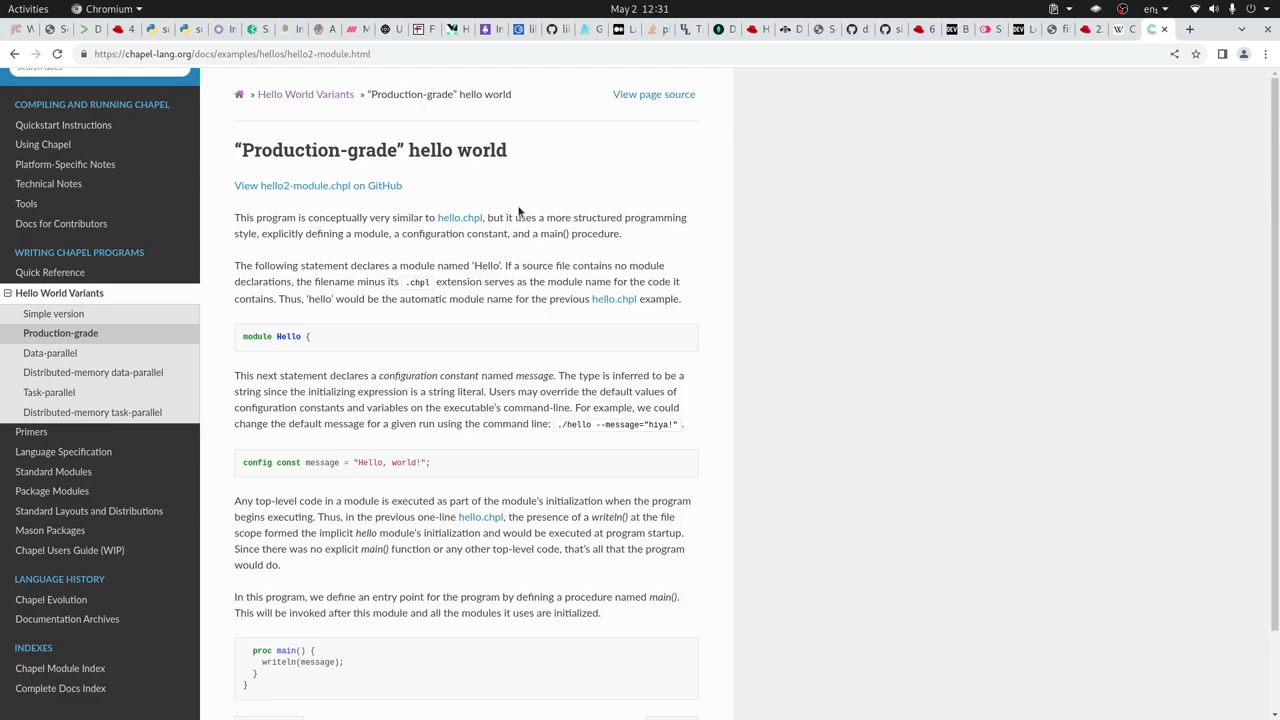 Activities
Chromium
May 2 12:31
en
https://chapel-lang.org/docs/examples/hellos/hello2-module.html
COMPILING AND RUNNING CHAPEL
Quickstart Instructions
Using Chapel
Platform-Specific Notes
Technical Notes
Tools
Docs for Contributors
WRITING CHAPEL PROGRAMS
Quick Reference
Hello World Variants
Simple version
Production-grade
Data-parallel
Distributed-memory data-parallel
Task-parallel
Distributed-memory task-parallel
Primers
Language Specification
Standard Modules
Package Modules
Standard Layouts and Distributions
Mason Packages
Chapel Users Guide (WIP)
LANGUAGE HISTORY
Chapel Evolution
Documentation Archives
INDEXES
Chapel Module Index
Complete Docs Index
» Hello World Variants » “Production-grade” hello world
View page source
“Production-grade” hello world
View hello2-module.chpl on GitHub
This program is conceptually very similar to hello.chpl, but it uses a more structured programming
style, explicitly defining a module, a configuration constant, and a main() procedure.
The following statement declares a module named ‘Hello’. If a source file contains no module
declarations, the filename minus its .chpl extension serves as the module name for the code it
contains. Thus, ‘hello’ would be the automatic module name for the previous hello.chpl example.
module Hello {
This next statement declares a configuration constant named message. The type is inferred to be a
string since the initializing expression is a string literal. Users may override the default values of
configuration constants and variables on the executable’s command-line. For example, we could
change the default message for a given run using the command line: ./hello --message="hiya!" .
config const message = "Hello, world!";
Any top-level code in a module is executed as part of the module’s initialization when the program
begins executing. Thus, in the previous one-line hello.chpl, the presence of a writeln() at the file
scope formed the implicit hello module’s initialization and would be executed at program startup.
Since there was no explicit main() function or any other top-level code, that’s all that the program
would do.
In this program, we define an entry point for the program by defining a procedure named main().
This will be invoked after this module and all the modules it uses are initialized.
proc main() {
writeln(message);
}
}